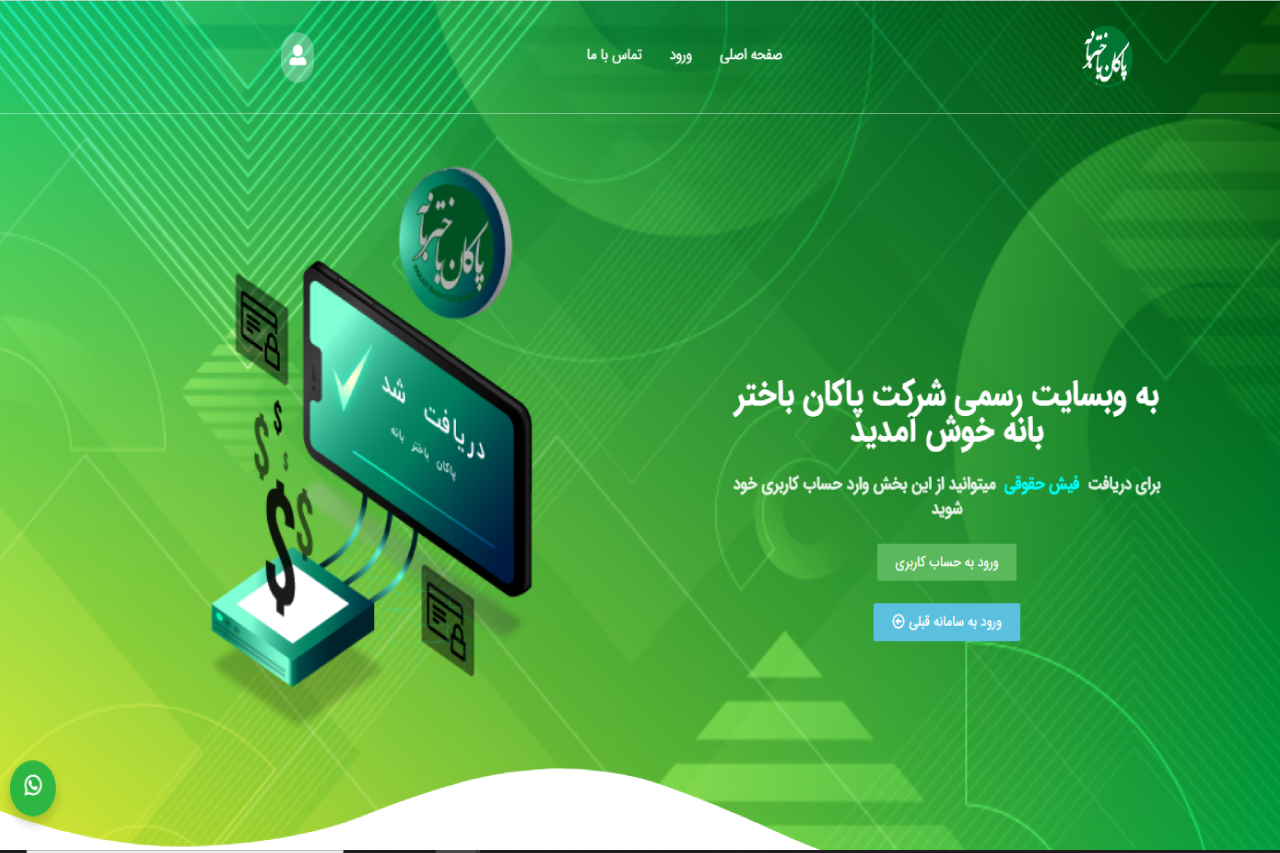 پاکان باختر بانه
صفحه اصلی
ورود
تماس با ما
پاکان باختر بانه
دریافت شد
پاکان باختر بانه
به وبسایت رسمی شرکت پاکان باختر
بانه خوش آمدید
برای دریافت فیش حقوقی میتوانید از این بخش وارد حساب کاربری خود
شوید
ورود به حساب کاربری
ورود به سامانه قبلی